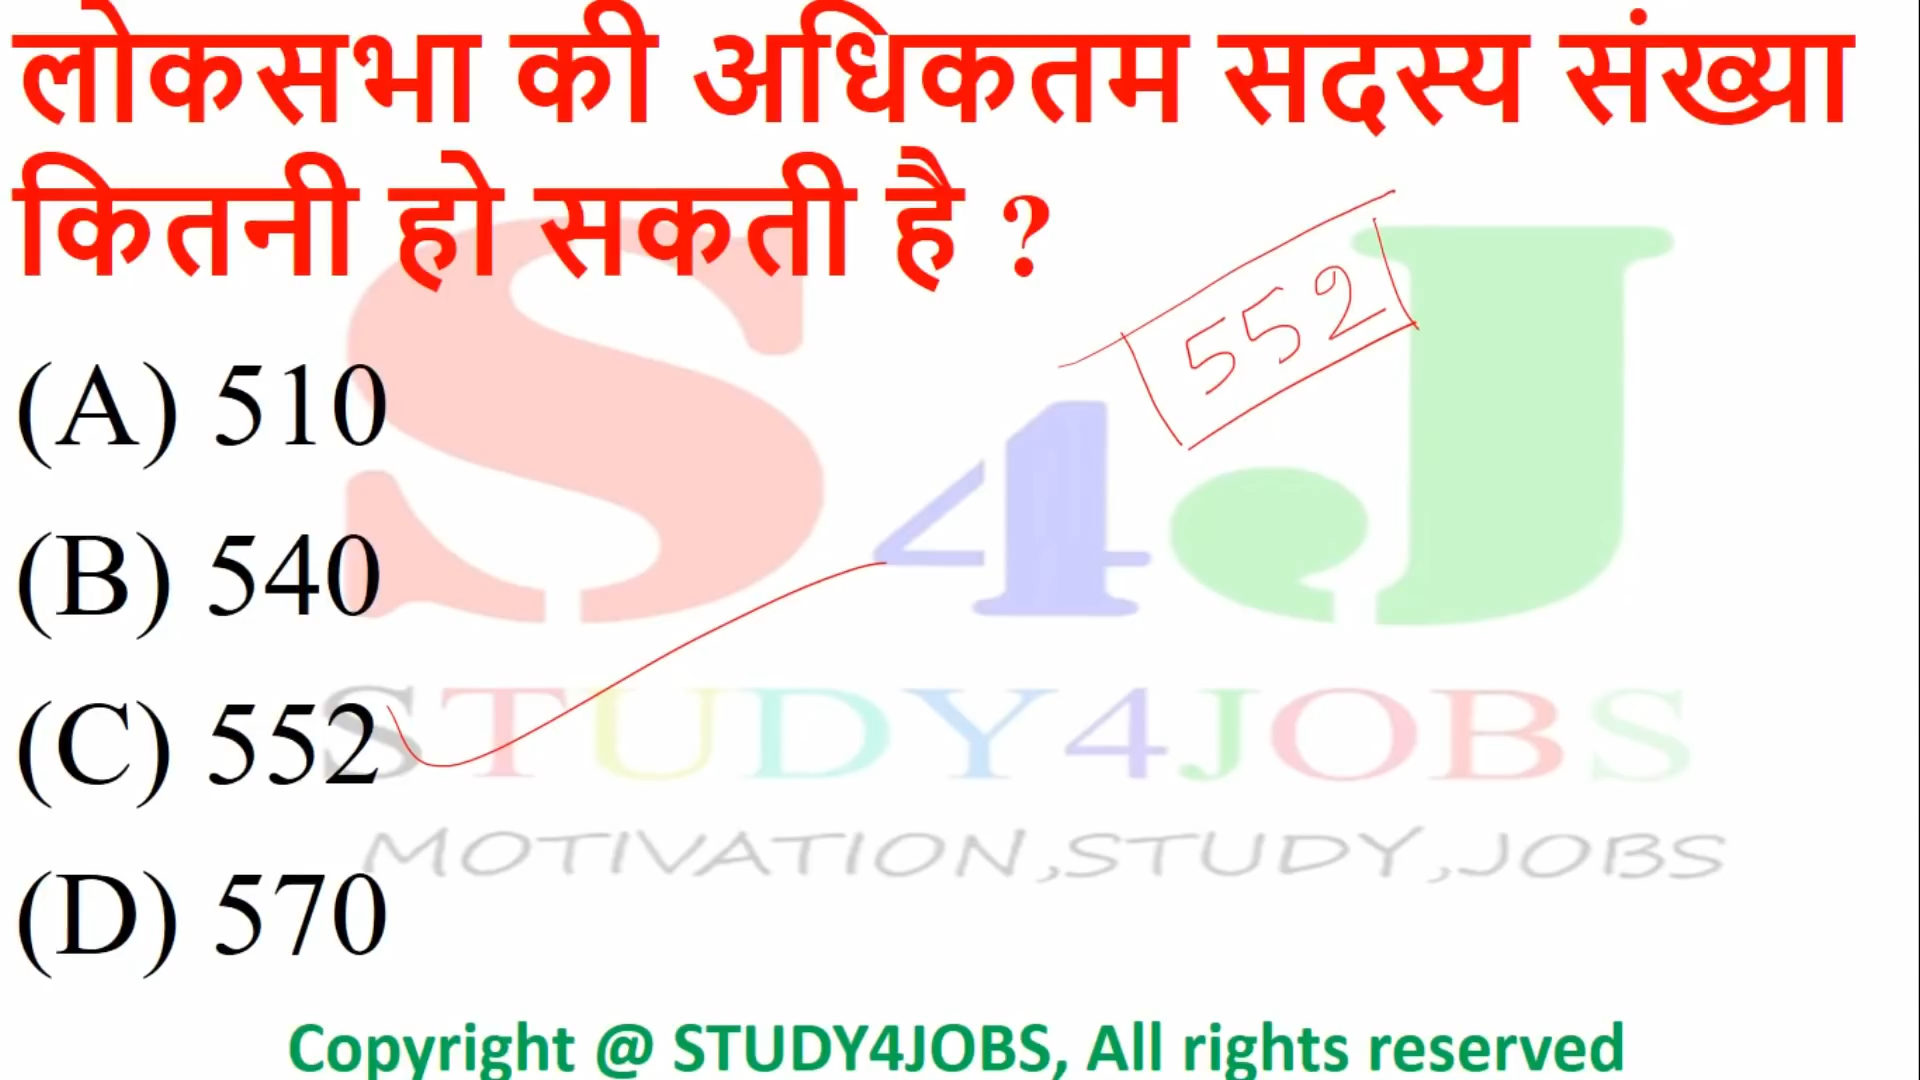 लोकसभा की अधिकतम सदस्य संख्या
कितनी हो सकती है ?
552
(A) 510
(B) 540
(C) 552
(D) 570
S4J
STUDY4JOBS
MOTIVATION,STUDY,JOBS
Copyright @ STUDY4JOBS, All rights reserved